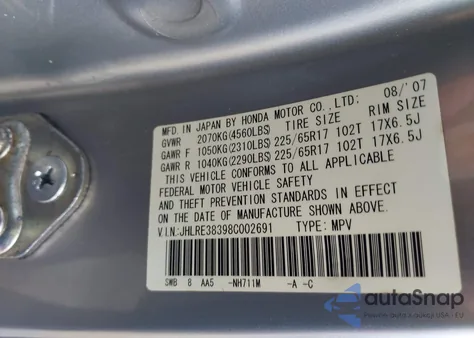 MFD. IN JAPAN BY HONDA MOTOR CO., LTD: 08/'07
GVWR 2070KG(4560LBS) TIRE SIZE RIM SIZE
GAWR F 1050KG(2310LBS) 225/65R17 102T 17X6.5J
GAWR R 1040KG(2290LBS) 225/65R17 102T 17X6.5J
THIS VEHICLE CONFORMS TO ALL APPLICABLE
FEDERAL MOTOR VEHICLE SAFETY
AND THEFT PREVENTION STANDARDS IN EFFECT
ON THE DATE OF MANUFACTURE SHOWN ABOVE.
V.I.N.:JHLRE38398C002691 TYPE: MPV
SWB 8 AA5 -NH711M -A -C
autoSnap